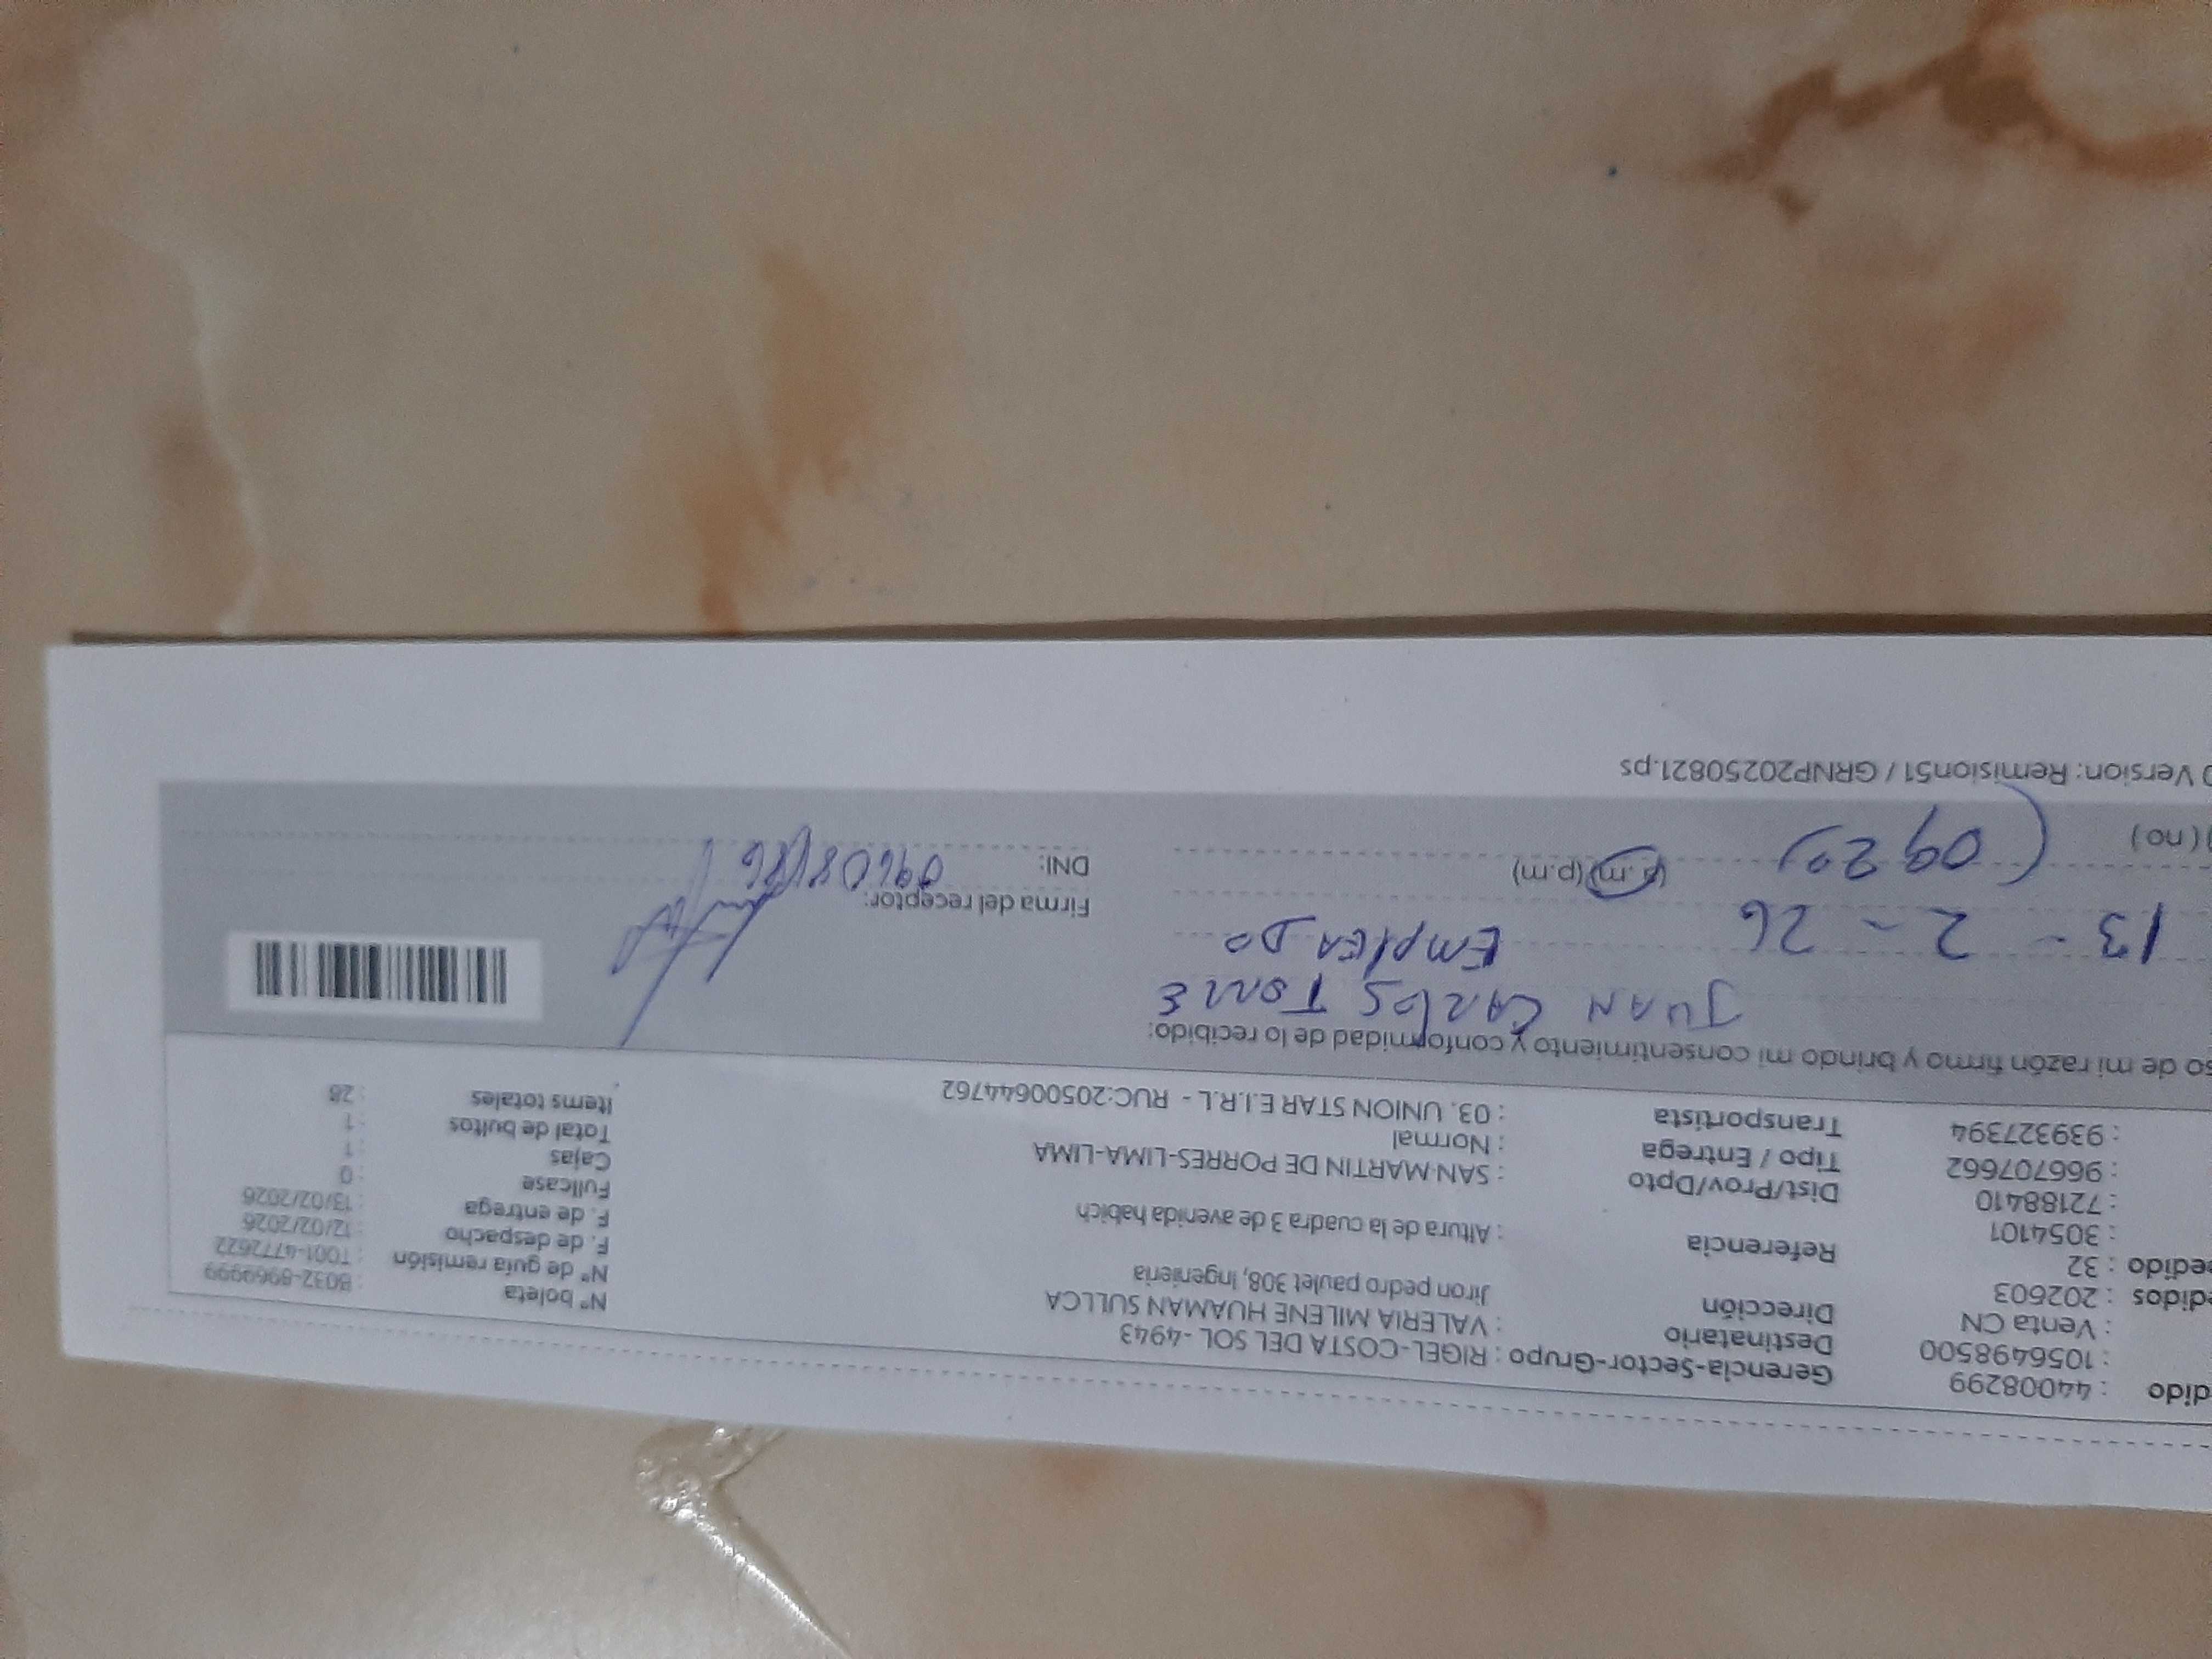 dido : 44008299 Gerencia-Sector-Grupo : RIGEL-COSTA DEL SOL -4943
: 1056498500 Destinatario : VALERIA MILENE HUAMAN SULLCA Nº boleta : B032-8969999
: Venta CN Dirección Jiron pedro paulet 308, Ingenieria Nº de guía remisión : T001-4772622
edidos : 202603 F. de despacho : 12/02/2026
edido : 32 Referencia : Altura de la cuadra 3 de avenida habich F. de entrega : 13/02/2026
: 3054101 Fullcase : 0
: 72188410 Dist/Prov/Dpto : SAN MARTIN DE PORRES-LIMA-LIMA Cajas : 1
: 966707662 Tipo / Entrega : Normal Total de bultos : 1
: 939327394 Transportista : 03. UNION STAR E.I.R.L - RUC:20500644762 Items totales : 28
so de mi razón firmo y brindo mi consentimiento y conformidad de lo recibido:
JUAN CARLOS TORRE
EMPLEADO
13 - 2 - 26 Firma del receptor:
) ( no ) (0920) (a.m) (p.m) DNI:
0 Version: Remision51 / GRNP20250821.ps